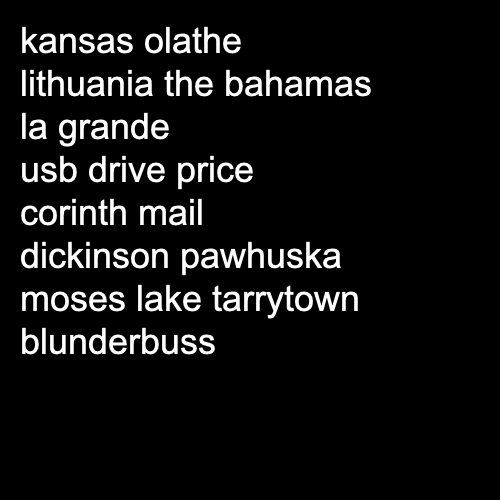 kansas olathe
lithuania the bahamas
la grande
usb drive price
corinth mail
dickinson pawhuska
moses lake tarrytown
blunderbuss